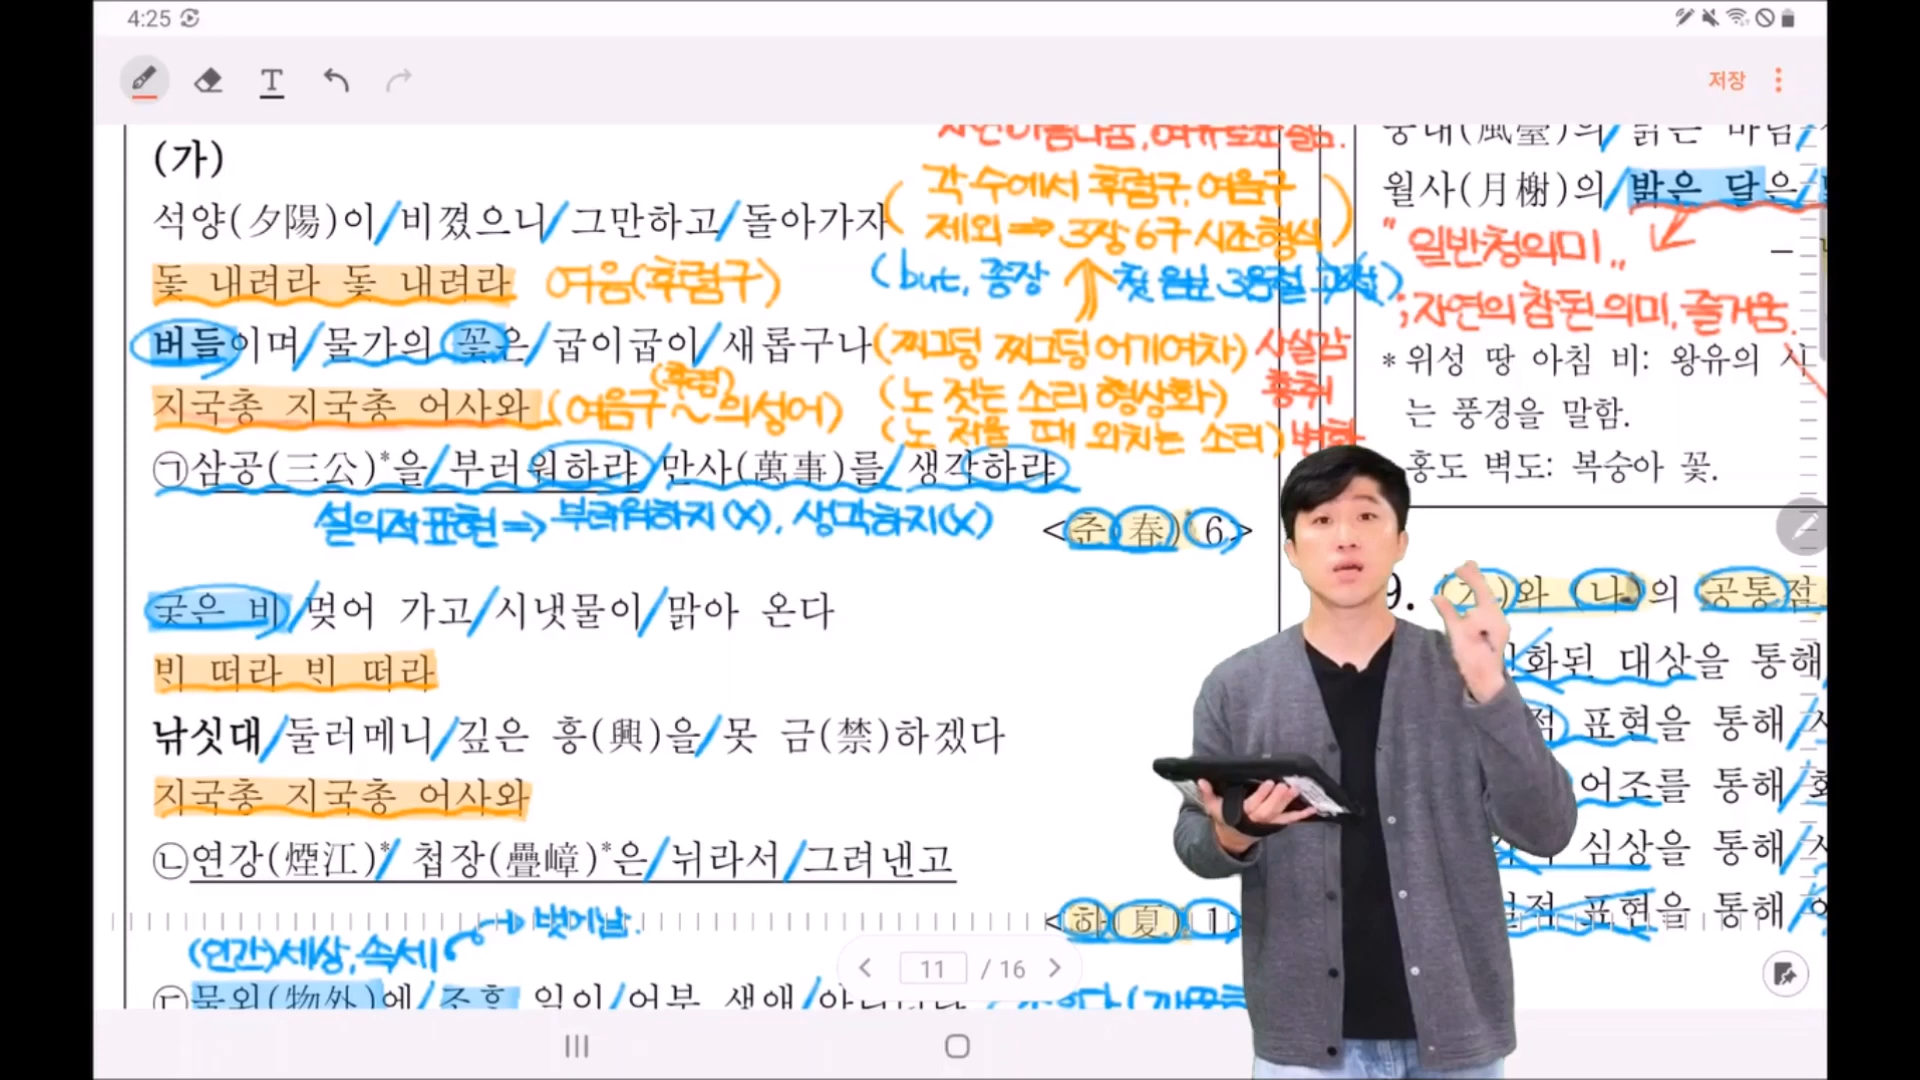 4:25
저장
(가)
석양(夕陽)이/비꼈으니/그만하고/돌아가자
(각 수에서 후렴구, 여음구
제외 ⇒ 3장 6구 시조형식)
돛 내려라 돛 내려라 여음(후렴구)
(but, 종장 첫 음보 3음절 고정)
버들이며/물가의 꽃은/굽이굽이/새롭구나
(찌그덩 찌그덩 어기여차) 사실감
지국총 지국총 어사와 (여음구~의성어)
(후렴)
(노 젓는 소리 형상화) 흥취
(노 저을 때 외치는 소리) 변화
㉠삼공(三公)*을/부러워하랴/만사(萬事)를/생각하랴
설의적표현⇒ 부러워하지(X), 생각하지(X)
<춘(春) 6>
궂은 비/멎어 가고/시냇물이/맑아 온다
떠라 떠라
낚싯대/둘러메니/깊은 흥(興)을/못 금(禁)하겠다
지국총 지국총 어사와
㉡연강(煙江)*/첩장(疊嶂)*은/뉘라서/그려낸고
<하(夏) 1>
(인간)세상, 속세 → 벗어남.
11 / 16
월사(月榭)의/밝은 달은
"일반청의미"
;자연의 참된 의미, 즐거움.
*위성 땅 아침 비: 왕유의 시
는 풍경을 말함.
홍도 벽도: 복숭아 꽃.
9. (가)와 (나)의 공통점
화된 대상을 통해
표현을 통해
어조를 통해
심상을 통해
표현을 통해